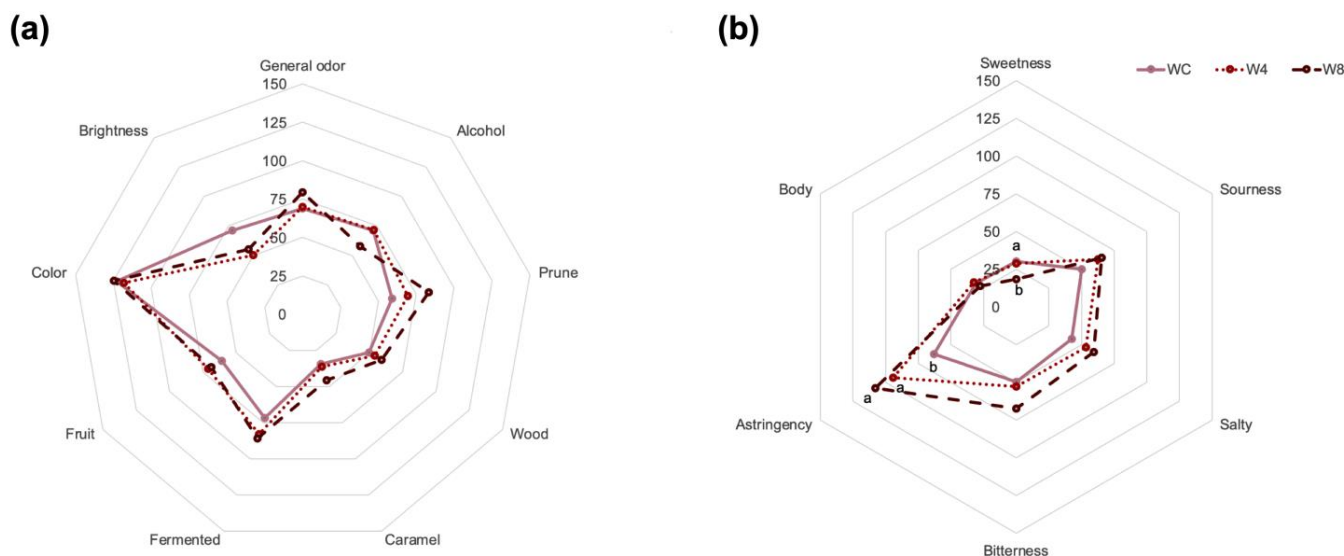 (a)
General odor
150
125
100
75
50
25
0
Alcohol
Prune
Wood
Caramel
Fermented
Fruit
Color
Brightness
(b)
WC W4 W8
Sweetness
150
125
100
75
50
25
0
a
b
Sourness
Salty
Bitterness
Astringency
Body
b
a
a